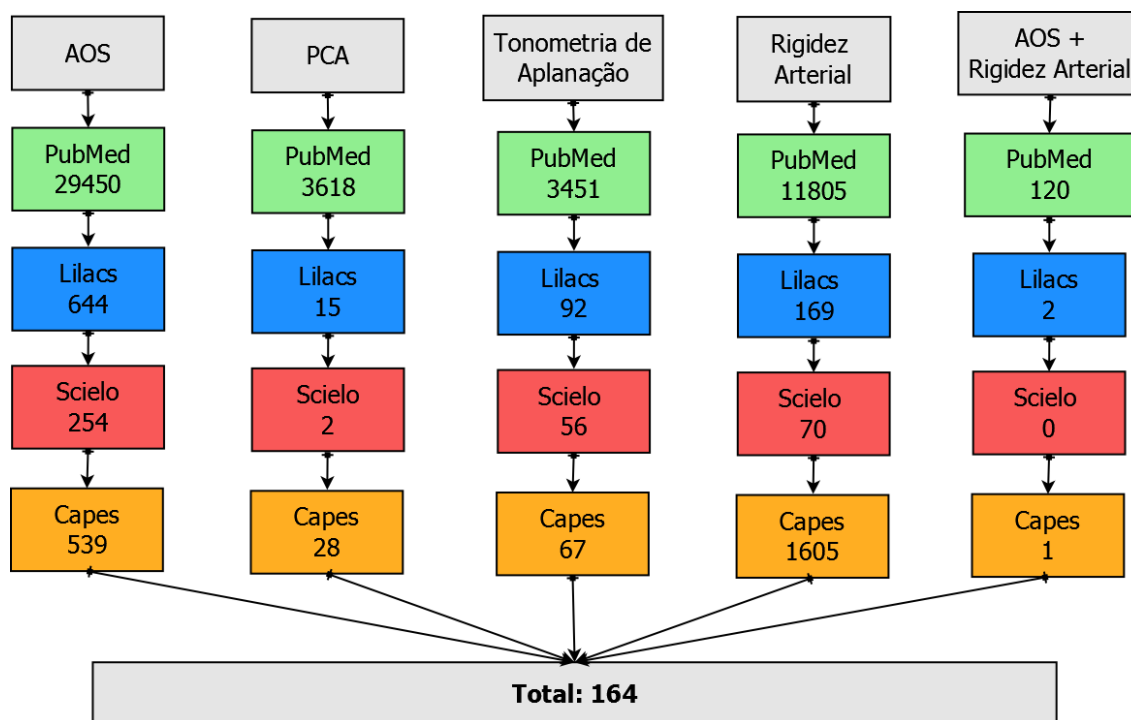 AOS
PubMed
29450
Lilacs
644
Scielo
254
Capes
539
PCA
PubMed
3618
Lilacs
15
Scielo
2
Capes
28
Tonometria de
Aplanação
PubMed
3451
Lilacs
92
Scielo
56
Capes
67
Rigidez
Arterial
PubMed
11805
Lilacs
169
Scielo
70
Capes
1605
AOS +
Rigidez Arterial
PubMed
120
Lilacs
2
Scielo
0
Capes
1
Total: 164